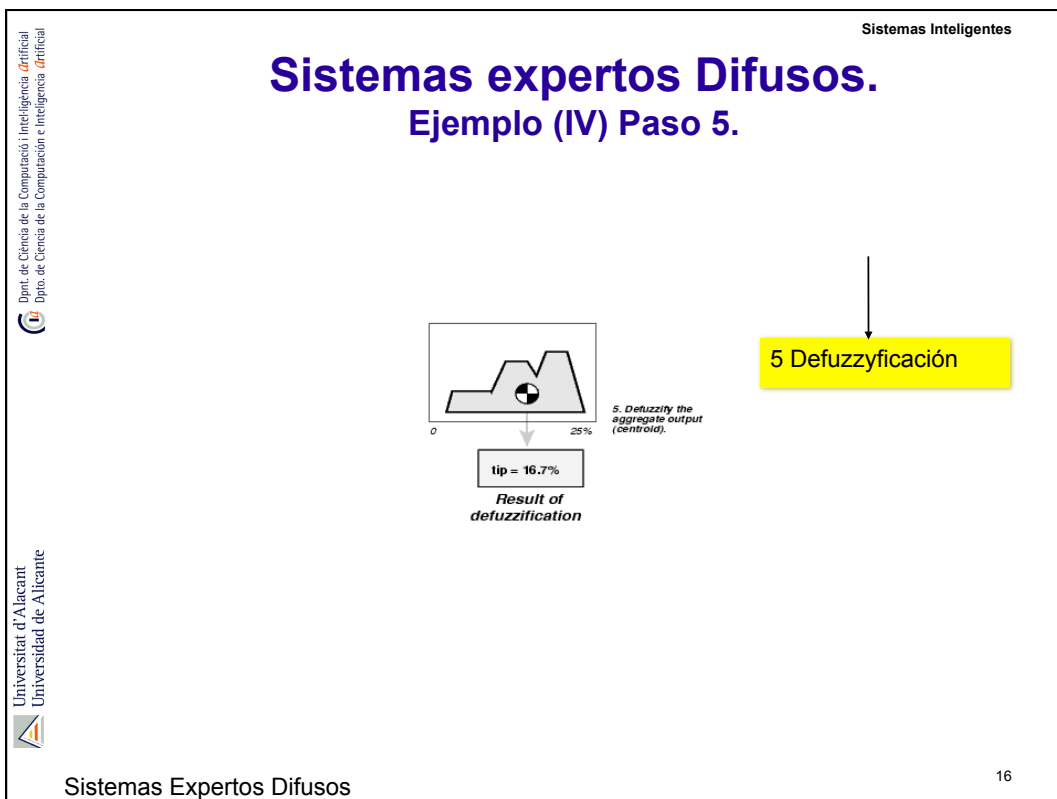 Sistemas Inteligentes
Sistemas expertos Difusos.
Ejemplo (IV) Paso 5.
Dpnt. de Ciència de la Computació i Intel·ligència artificial
Dpto. de Ciencia de la Computación e Inteligencia artificial
5 Defuzzyficación
0
25%
5. Defuzzify the
aggregate output
(centroid).
tip = 16.7%
Result of
defuzzification
Universitat d'Alacant
Universidad de Alicante
Sistemas Expertos Difusos
16